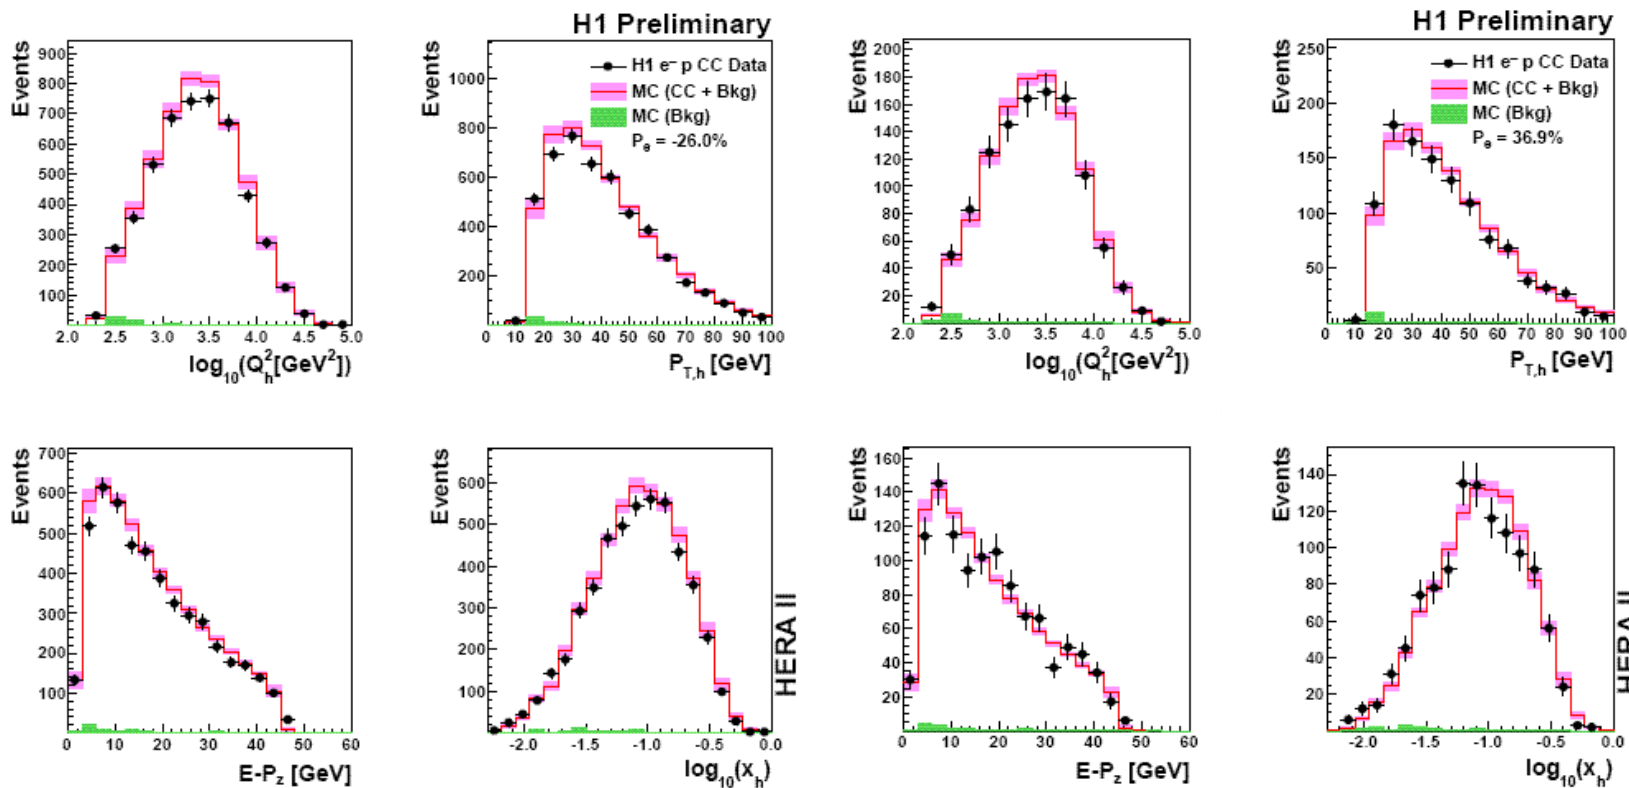 H1 Preliminary
H1 Preliminary
Events
900
800
700
600
500
400
300
200
100
2.0 2.5 3.0 3.5 4.0 4.5 5.0
log10(Q²h[GeV²])
Events
1000
800
600
400
200
0 10 20 30 40 50 60 70 80 90 100
P_T,h [GeV]
H1 e⁻ p CC Data
MC (CC + Bkg)
MC (Bkg)
Pe = -26.0%
Events
200
180
160
140
120
100
80
60
40
20
2.0 2.5 3.0 3.5 4.0 4.5 5.0
log10(Q²h[GeV²])
Events
250
200
150
100
50
0 10 20 30 40 50 60 70 80 90 100
P_T,h [GeV]
H1 e⁻ p CC Data
MC (CC + Bkg)
MC (Bkg)
Pe = 36.9%
Events
700
600
500
400
300
200
100
0 10 20 30 40 50 60
E-Pz [GeV]
Events
600
500
400
300
200
100
-2.0 -1.5 -1.0 -0.5 0.0
log10(xh)
HERA II
Events
160
140
120
100
80
60
40
20
0 10 20 30 40 50 60
E-Pz [GeV]
Events
140
120
100
80
60
40
20
-2.0 -1.5 -1.0 -0.5 0.0
log10(xh)
HERA II